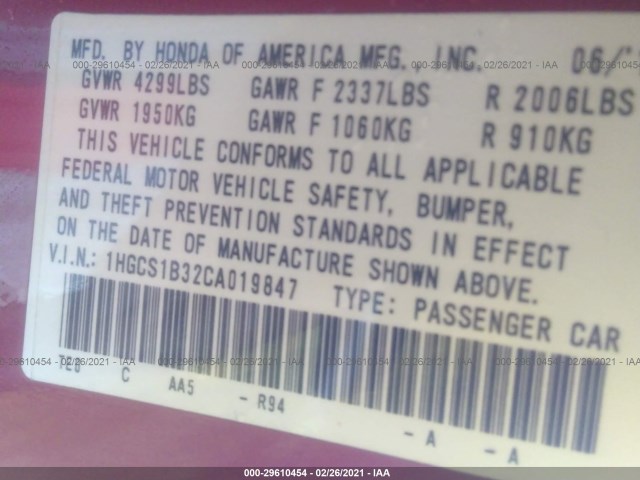 MFD. BY HONDA OF AMERICA MFG., INC. 06/
GVWR 4299LBS GAWR F 2337LBS R 2006LBS
GVWR 1950KG GAWR F 1060KG R 910KG
THIS VEHICLE CONFORMS TO ALL APPLICABLE
FEDERAL MOTOR VEHICLE SAFETY, BUMPER,
AND THEFT PREVENTION STANDARDS IN EFFECT
ON THE DATE OF MANUFACTURE SHOWN ABOVE.
V.I.N.: 1HGCS1B32CA019847 TYPE: PASSENGER CAR
C AA5 - R94 - A - A
000-29610454 - 02/26/2021 - IAA